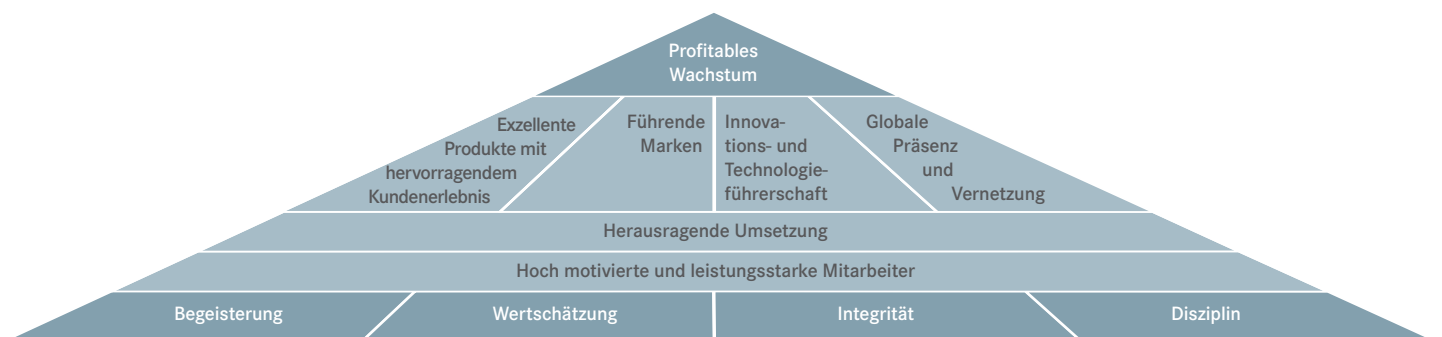 Profitables
Wachstum
Exzellente
Produkte mit
hervorragendem
Kundenerlebnis
Führende
Marken
Innova-
tions- und
Technologie-
führerschaft
Globale
Präsenz
und
Vernetzung
Herausragende Umsetzung
Hoch motivierte und leistungsstarke Mitarbeiter
Begeisterung
Wertschätzung
Integrität
Disziplin